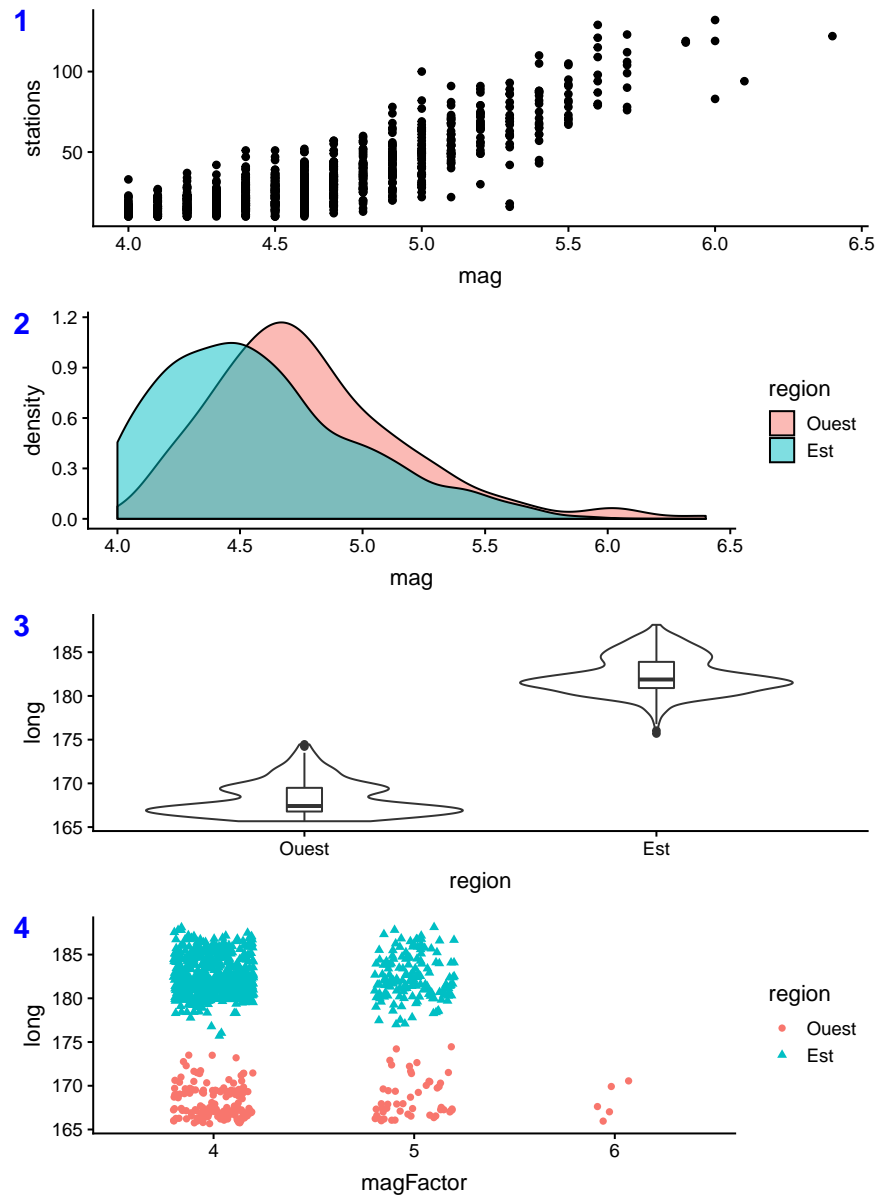 1
stations
100
50
4.0 4.5 5.0 5.5 6.0 6.5
mag
2
density
1.2
0.9
0.6
0.3
0.0
4.0 4.5 5.0 5.5 6.0 6.5
mag
region
Ouest
Est
3
long
185
180
175
170
165
Ouest Est
region
4
long
185
180
175
170
165
4 5 6
magFactor
region
Ouest
Est